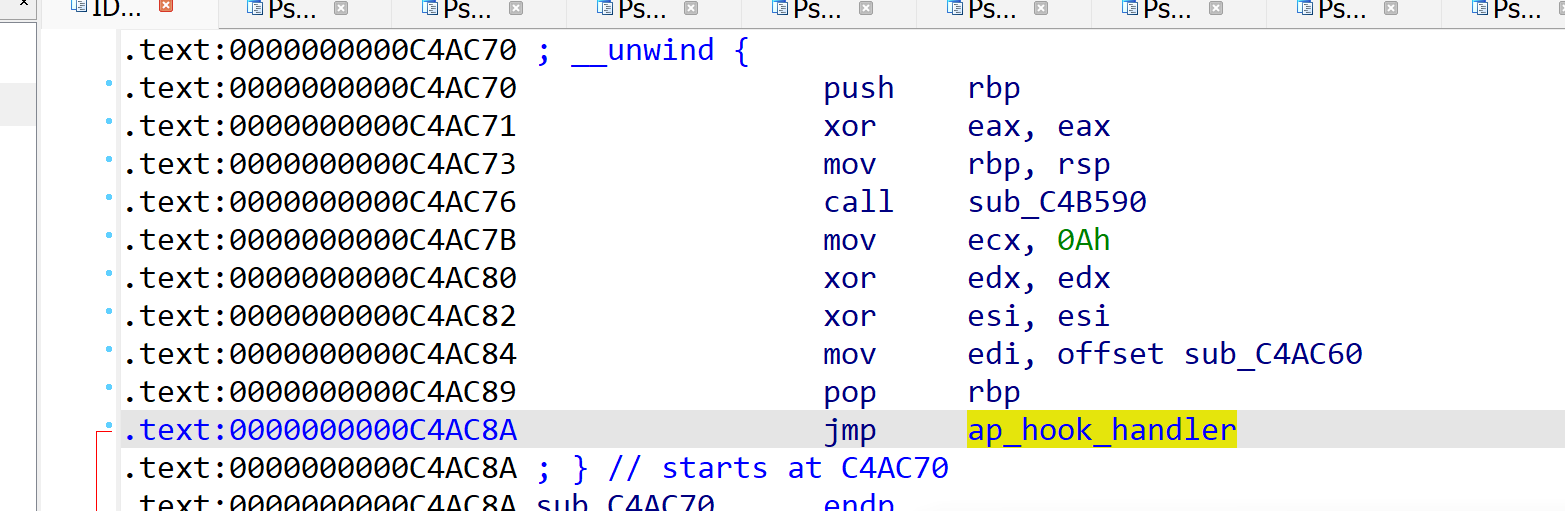 ID... Ps... Ps... Ps... Ps... Ps... Ps... Ps... Ps...
.text:0000000000C4AC70 ; __unwind {
.text:0000000000C4AC70 push rbp
.text:0000000000C4AC71 xor eax, eax
.text:0000000000C4AC73 mov rbp, rsp
.text:0000000000C4AC76 call sub_C4B590
.text:0000000000C4AC7B mov ecx, 0Ah
.text:0000000000C4AC80 xor edx, edx
.text:0000000000C4AC82 xor esi, esi
.text:0000000000C4AC84 mov edi, offset sub_C4AC60
.text:0000000000C4AC89 pop rbp
.text:0000000000C4AC8A jmp ap_hook_handler
.text:0000000000C4AC8A ; } // starts at C4AC70
.text:0000000000C4AC8A sub_C4AC70 endp